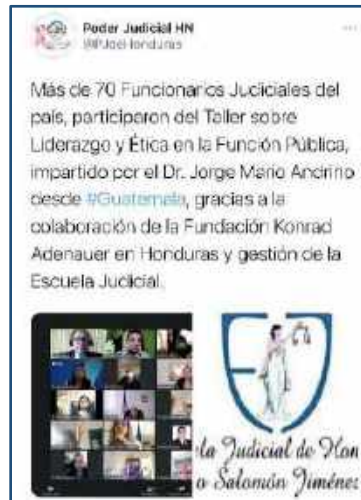 Poder Judicial HN
@PJdeHonduras
Más de 70 Funcionarios Judiciales del
país, participaron del Taller sobre
Liderazgo y Ética en la Función Pública,
impartido por el Dr. Jorge Mario Andrino
desde #Guatemala, gracias a la
colaboración de la Fundación Konrad
Adenauer en Honduras y gestión de la
Escuela Judicial.
la Judicial de Hon
o Salomón Jiménez